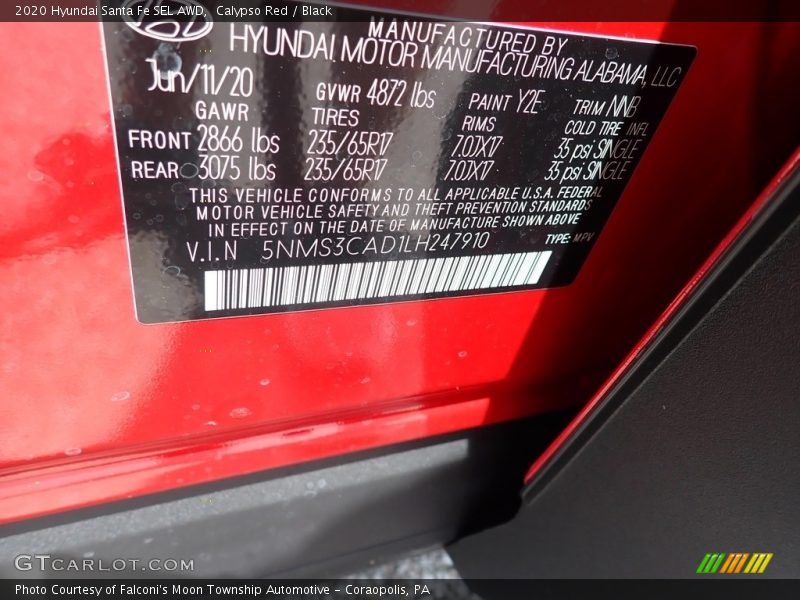 2020 Hyundai Santa Fe SEL AWD, Calypso Red / Black
MANUFACTURED BY
HYUNDAI MOTOR MANUFACTURING ALABAMA, LLC
Jun/11/20 GVWR 4872 lbs PAINT Y2E TRIM NNB
GAWR TIRES RIMS COLD TIRE INFL
FRONT 2866 lbs 235/65R17 7.0JX17 35 psi SINGLE
REAR 3075 lbs 235/65R17 7.0JX17 35 psi SINGLE
THIS VEHICLE CONFORMS TO ALL APPLICABLE U.S.A. FEDERAL
MOTOR VEHICLE SAFETY AND THEFT PREVENTION STANDARDS
IN EFFECT ON THE DATE OF MANUFACTURE SHOWN ABOVE
V.I.N 5NMS3CAD1LH247910 TYPE: MPV
GTCARLOT.COM
Photo Courtesy of Falconi's Moon Township Automotive - Coraopolis, PA